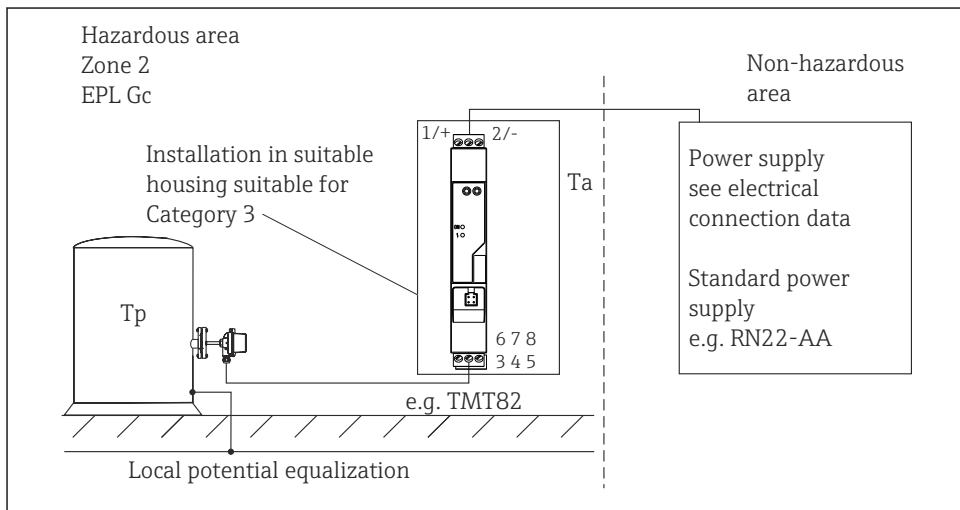 Hazardous area
Zone 2
EPL Gc
Non-hazardous
area
1/+
2/-
Installation in suitable
housing suitable for
Category 3
Ta
Power supply
see electrical
connection data
Standard power
supply
e.g. RN22-AA
Tp
6 7 8
3 4 5
e.g. TMT82
Local potential equalization